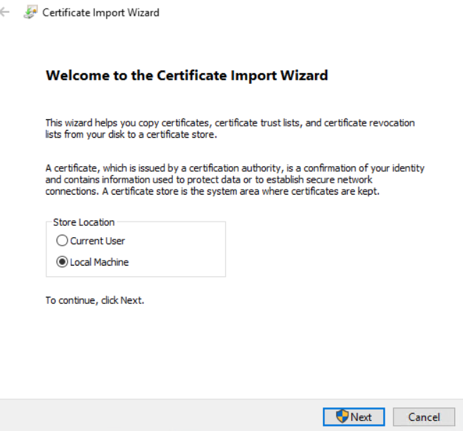 Certificate Import Wizard
Welcome to the Certificate Import Wizard
This wizard helps you copy certificates, certificate trust lists, and certificate revocation
lists from your disk to a certificate store.
A certificate, which is issued by a certification authority, is a confirmation of your identity
and contains information used to protect data or to establish secure network
connections. A certificate store is the system area where certificates are kept.
Store Location
Current User
Local Machine
To continue, click Next.
Next
Cancel